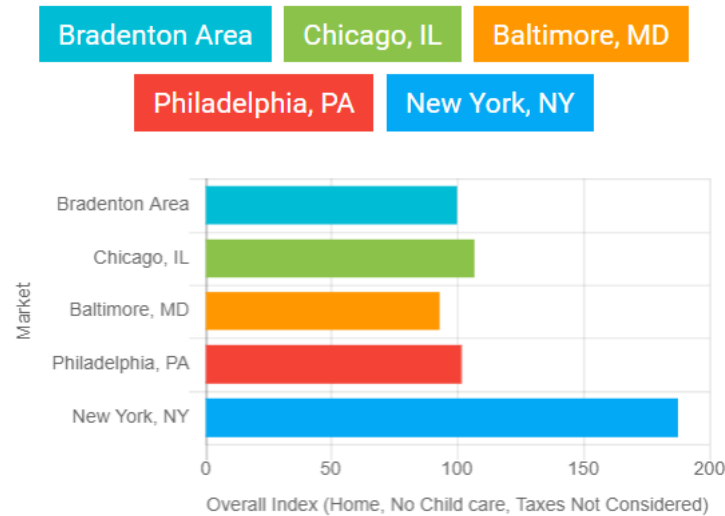 Bradenton Area Chicago, IL Baltimore, MD
Philadelphia, PA New York, NY
Market
Bradenton Area
Chicago, IL
Baltimore, MD
Philadelphia, PA
New York, NY
0 50 100 150 200
Overall Index (Home, No Child care, Taxes Not Considered)